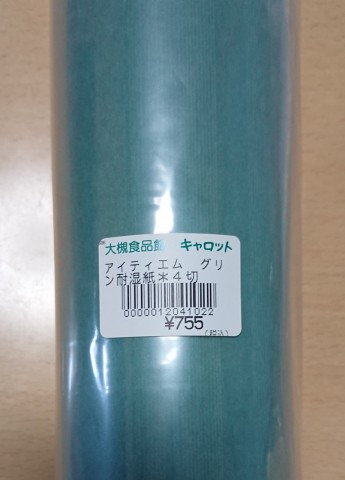 大槻食品館 キャロット
アイティエム グリ
ン耐湿紙＊４切
0000012041022
¥755
(税込)